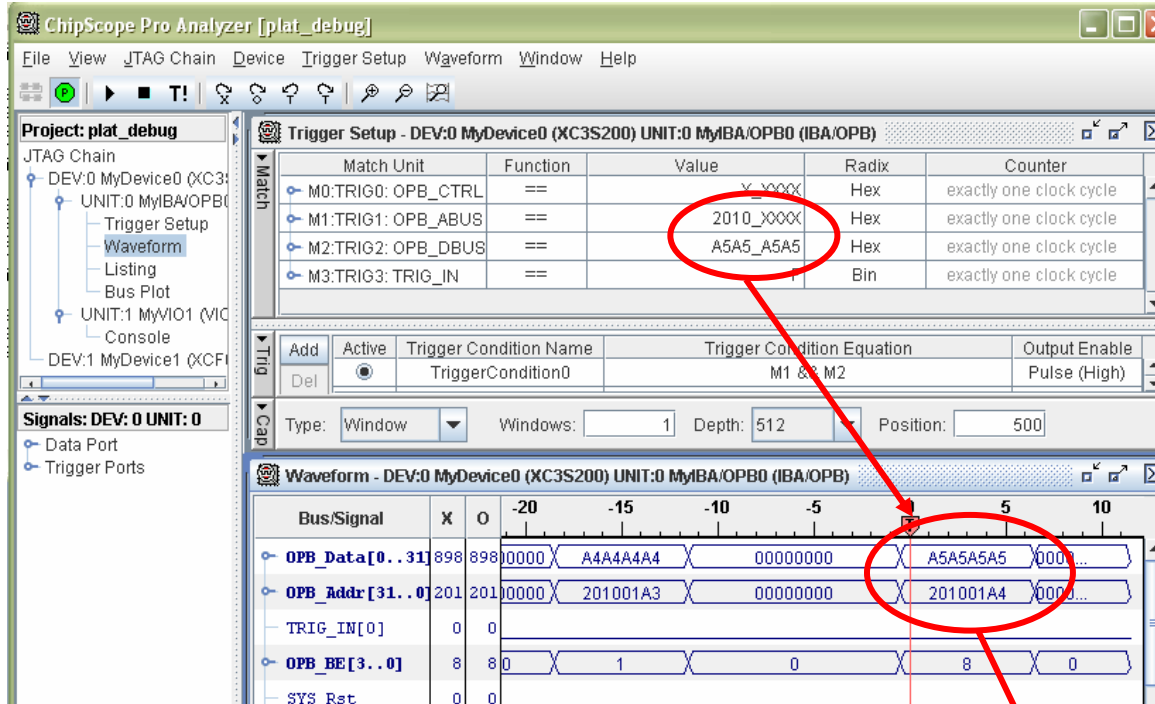 ChipScope Pro Analyzer [plat_debug]
File View JTAG Chain Device Trigger Setup Waveform Window Help
P T!
Project: plat_debug
JTAG Chain
DEV:0 MyDevice0 (XC3S
UNIT:0 MyIBA/OPB0
Trigger Setup
Waveform
Listing
Bus Plot
UNIT:1 MyVIO1 (VIO
Console
DEV:1 MyDevice1 (XCF
Signals: DEV: 0 UNIT: 0
Data Port
Trigger Ports
Trigger Setup - DEV:0 MyDevice0 (XC3S200) UNIT:0 MyIBA/OPB0 (IBA/OPB)
Match
Match Unit Function Value Radix Counter
M0:TRIG0: OPB_CTRL == X_XXXX Hex exactly one clock cycle
M1:TRIG1: OPB_ABUS == 2010_XXXX Hex exactly one clock cycle
M2:TRIG2: OPB_DBUS == A5A5_A5A5 Hex exactly one clock cycle
M3:TRIG3: TRIG_IN == Bin exactly one clock cycle
Trig
Add Active Trigger Condition Name Trigger Condition Equation Output Enable
Del TriggerCondition0 M1 && M2 Pulse (High)
Cap
Type: Window Windows: 1 Depth: 512 Position: 500
Waveform - DEV:0 MyDevice0 (XC3S200) UNIT:0 MyIBA/OPB0 (IBA/OPB)
Bus/Signal X O -20 -15 -10 -5 0 5 10
T
OPB_Data[0..31] 898 898 00000 A4A4A4A4 00000000 A5A5A5A5 0000...
OPB_Addr[31..0] 201 201 00000 201001A3 00000000 201001A4 0000...
TRIG_IN[0] 0 0
OPB_BE[3..0] 8 8 0 1 0 8 0
SYS_Rst 0 0